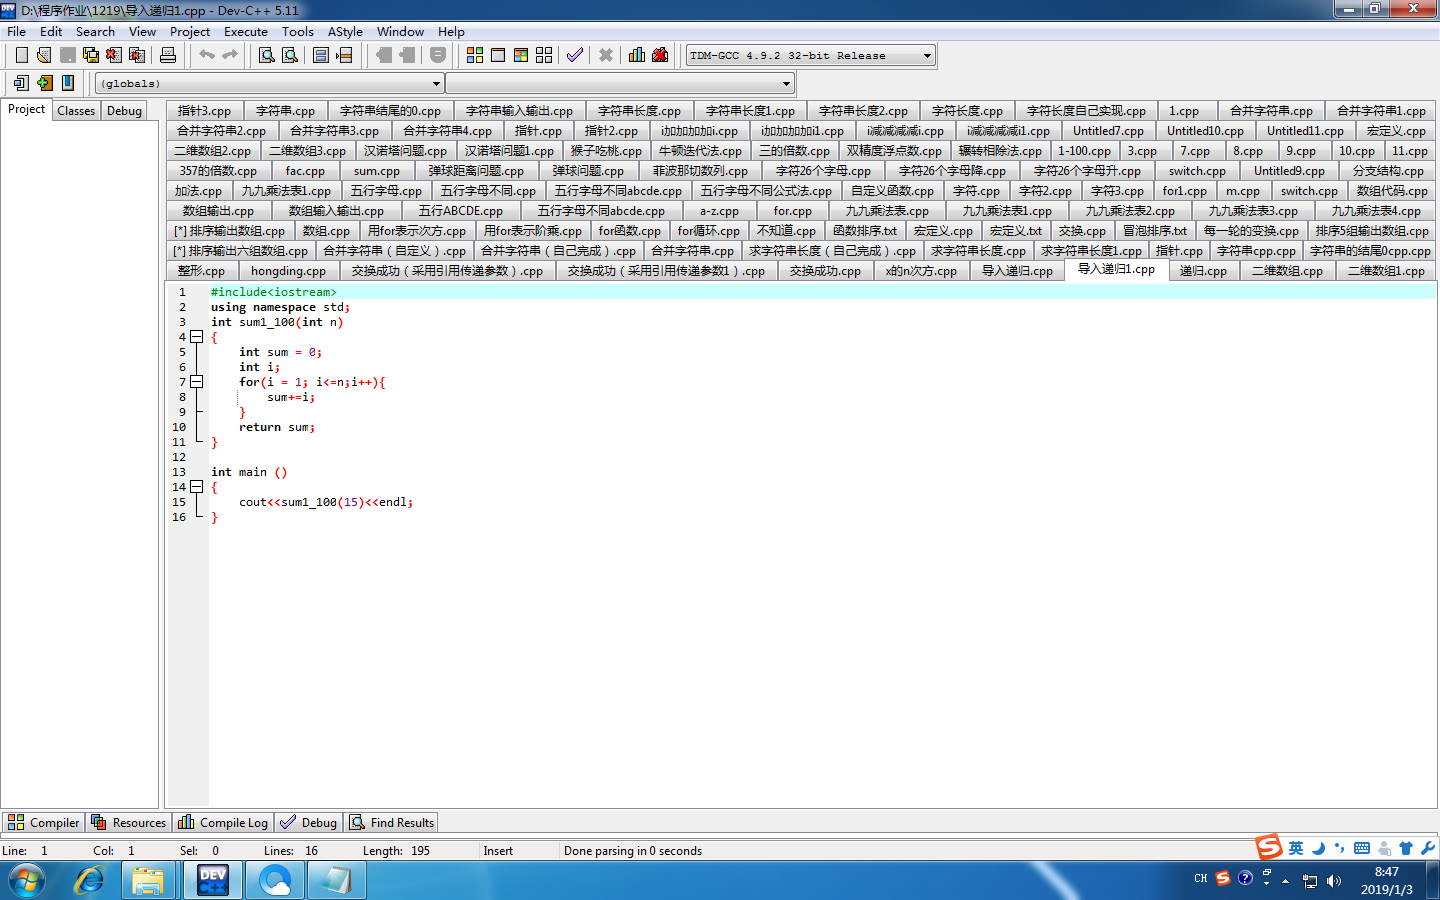 D:\程序作业\1219\导入递归1.cpp - Dev-C++ 5.11
File Edit Search View Project Execute Tools AStyle Window Help
TDM-GCC 4.9.2 32-bit Release
(globals)
Project Classes Debug
指针3.cpp 字符串.cpp 字符串结尾的0.cpp 字符串输入输出.cpp 字符串长度.cpp 字符串长度1.cpp 字符串长度2.cpp 字符长度.cpp 字符长度自己实现.cpp 1.cpp 合并字符串.cpp 合并字符串1.cpp
合并字符串2.cpp 合并字符串3.cpp 合并字符串4.cpp 指针.cpp 指针2.cpp i加加加加i.cpp i加加加加i1.cpp i减减减减i.cpp i减减减减i1.cpp Untitled7.cpp Untitled10.cpp Untitled11.cpp 宏定义.cpp
二维数组2.cpp 二维数组3.cpp 汉诺塔问题.cpp 汉诺塔问题1.cpp 猴子吃桃.cpp 牛顿迭代法.cpp 三的倍数.cpp 双精度浮点数.cpp 辗转相除法.cpp 1-100.cpp 3.cpp 7.cpp 8.cpp 9.cpp 10.cpp 11.cpp
357的倍数.cpp fac.cpp sum.cpp 弹球距离问题.cpp 弹球问题.cpp 菲波那切数列.cpp 字符26个字母.cpp 字符26个字母降.cpp 字符26个字母升.cpp switch.cpp Untitled9.cpp 分支结构.cpp
加法.cpp 九九乘法表1.cpp 五行字母.cpp 五行字母不同.cpp 五行字母不同abcde.cpp 五行字母不同公式法.cpp 自定义函数.cpp 字符.cpp 字符2.cpp 字符3.cpp for1.cpp m.cpp switch.cpp 数组代码.cpp
数组输出.cpp 数组输入输出.cpp 五行ABCDE.cpp 五行字母不同abcde.cpp a-z.cpp for.cpp 九九乘法表.cpp 九九乘法表1.cpp 九九乘法表2.cpp 九九乘法表3.cpp 九九乘法表4.cpp
[*] 排序输出数组.cpp 数组.cpp 用for表示次方.cpp 用for表示阶乘.cpp for函数.cpp for循环.cpp 不知道.cpp 函数排序.txt 宏定义.cpp 宏定义.txt 交换.cpp 冒泡排序.txt 每一轮的变换.cpp 排序5组输出数组.cpp
[*] 排序输出六组数组.cpp 合并字符串（自定义）.cpp 合并字符串（自己完成）.cpp 合并字符串.cpp 求字符串长度（自己完成）.cpp 求字符串长度.cpp 求字符串长度1.cpp 指针.cpp 字符串cpp.cpp 字符串的结尾0cpp.cpp
整形.cpp hongding.cpp 交换成功（采用引用传递参数）.cpp 交换成功（采用引用传递参数1）.cpp 交换成功.cpp x的n次方.cpp 导入递归.cpp 导入递归1.cpp 递归.cpp 二维数组.cpp 二维数组1.cpp
1 #include<iostream>
2 using namespace std;
3 int sum1_100(int n)
4 {
5 int sum = 0;
6 int i;
7 for(i = 1; i<=n;i++){
8 sum+=i;
9 }
10 return sum;
11 }
12
13 int main ()
14 {
15 cout<<sum1_100(15)<<endl;
16 }
Compiler Resources Compile Log Debug Find Results
Line: 1 Col: 1 Sel: 0 Lines: 16 Length: 195 Insert Done parsing in 0 seconds
英
DEV C++
CH
8:47
2019/1/3